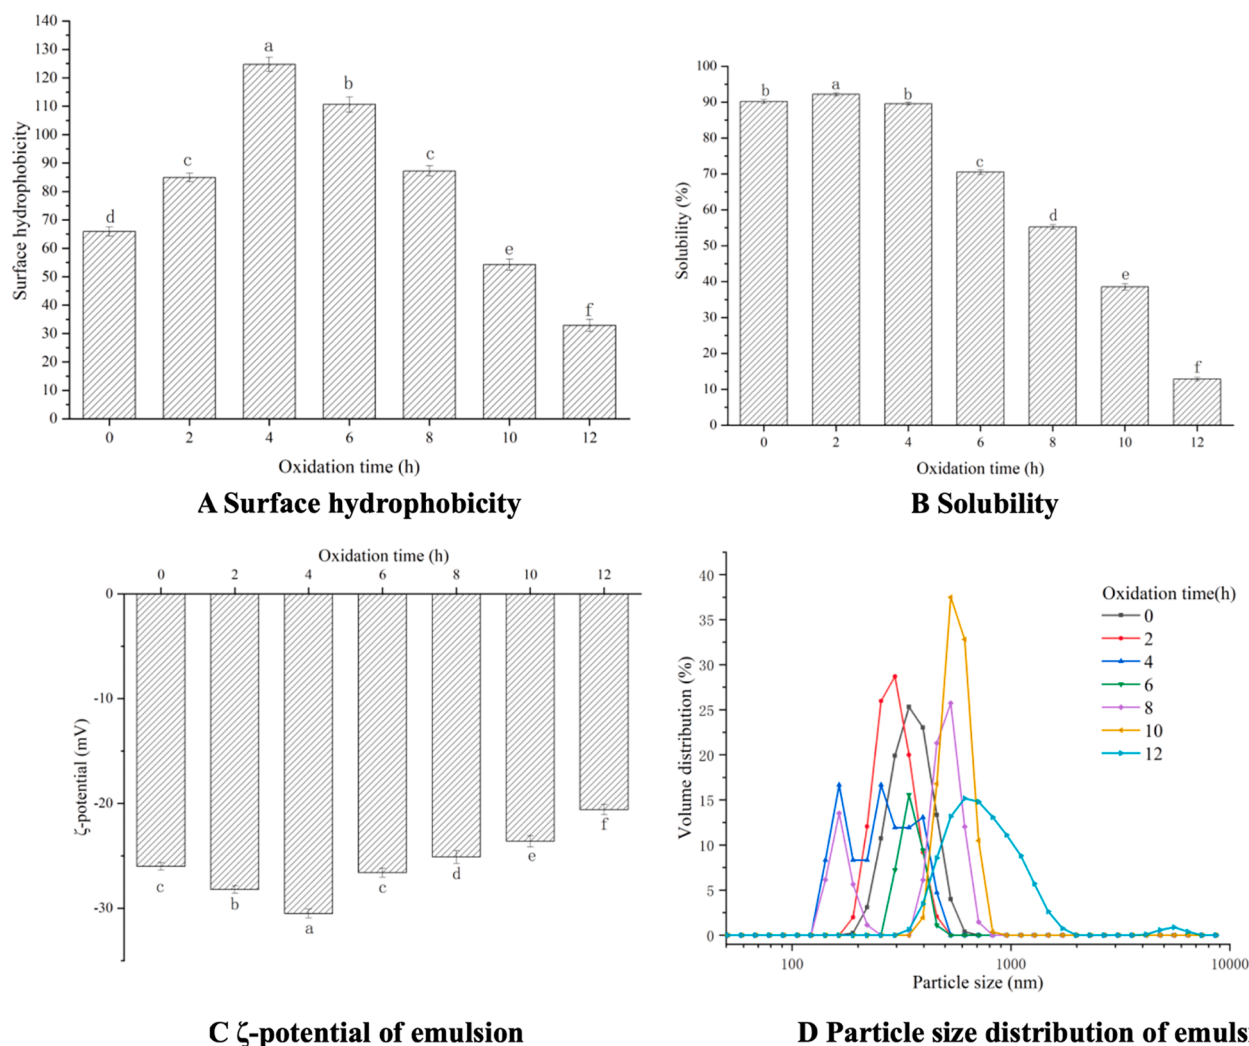 140
130
120
110
100
90
80
70
60
50
40
30
20
10
0
Surface hydrophobicity
d
c
a
b
c
e
f
0 2 4 6 8 10 12
Oxidation time (h)
A Surface hydrophobicity
100
90
80
70
60
50
40
30
20
10
0
Solubility (%)
b
a
b
c
d
e
f
0 2 4 6 8 10 12
Oxidation time (h)
B Solubility
Oxidation time (h)
0 2 4 6 8 10 12
0
-10
-20
-30
ζ-potential (mV)
c
b
a
c
d
e
f
C ζ-potential of emulsion
40
35
30
25
20
15
10
5
0
Volume distribution (%)
Oxidation time(h)
0
2
4
6
8
10
12
100 1000 10000
Particle size (nm)
D Particle size distribution of emulsi